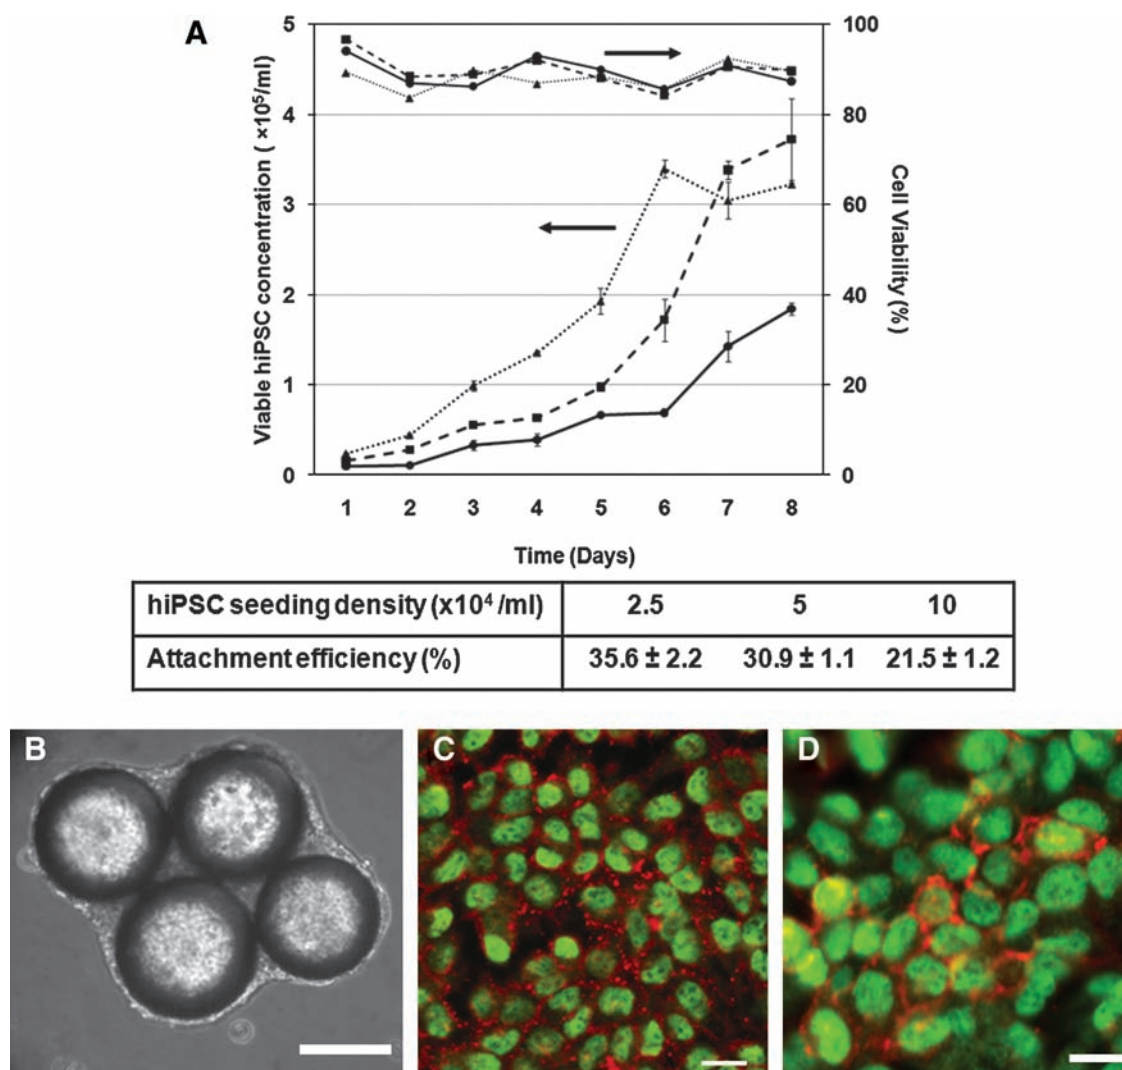 A
Viable hiPSC concentration ( ×10⁵/ml)
5
4
3
2
1
0
100
80
60
40
20
0
Cell Viability (%)
1 2 3 4 5 6 7 8
Time (Days)
hiPSC seeding density (x10⁴ /ml) 2.5 5 10
Attachment efficiency (%) 35.6 ± 2.2 30.9 ± 1.1 21.5 ± 1.2
B C D